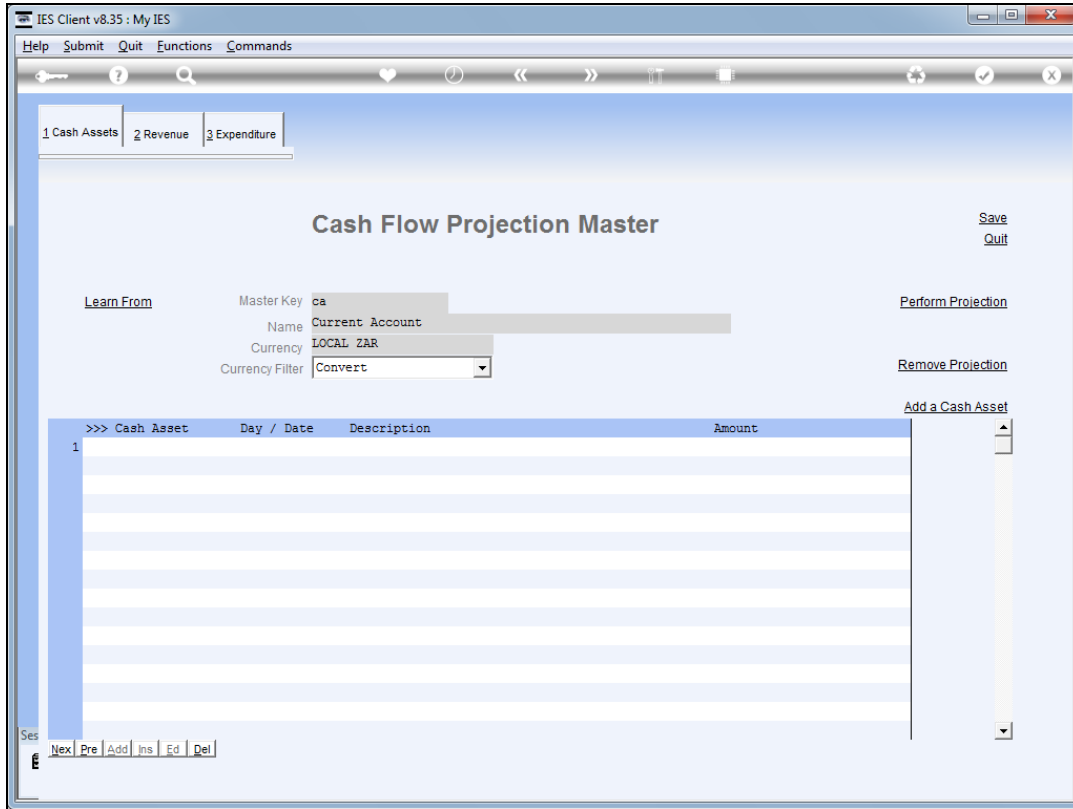 IES Client v8.35 : My IES
Help Submit Quit Functions Commands
1 Cash Assets 2 Revenue 3 Expenditure
Cash Flow Projection Master
Save
Quit
Learn From Master Key ca Perform Projection
Name Current Account
Currency LOCAL ZAR
Currency Filter Convert Remove Projection
Add a Cash Asset
>>> Cash Asset Day / Date Description Amount
1
Ses
Nex Pre Add Ins Ed Del